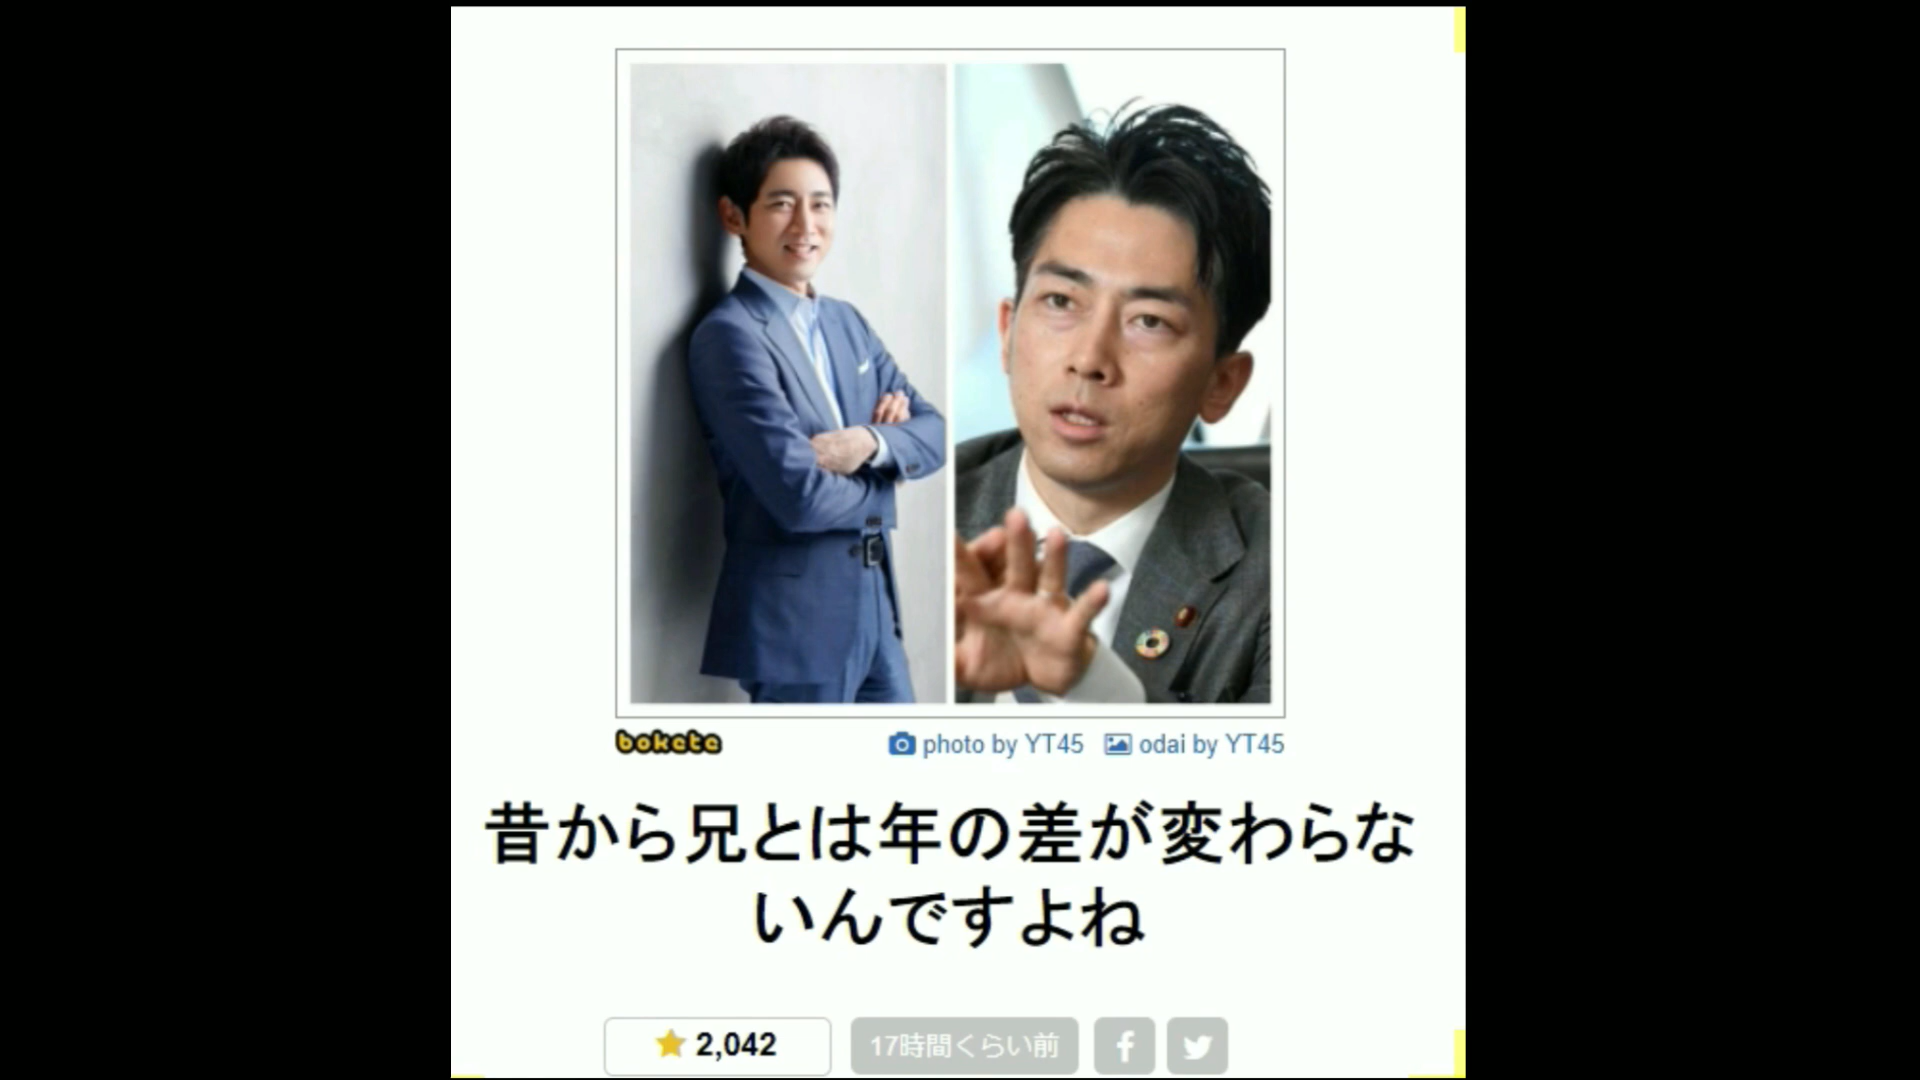 bokete
photo by YT45 odai by YT45
昔から兄とは年の差が変わらな
いんですよね
2,042 17時間くらい前